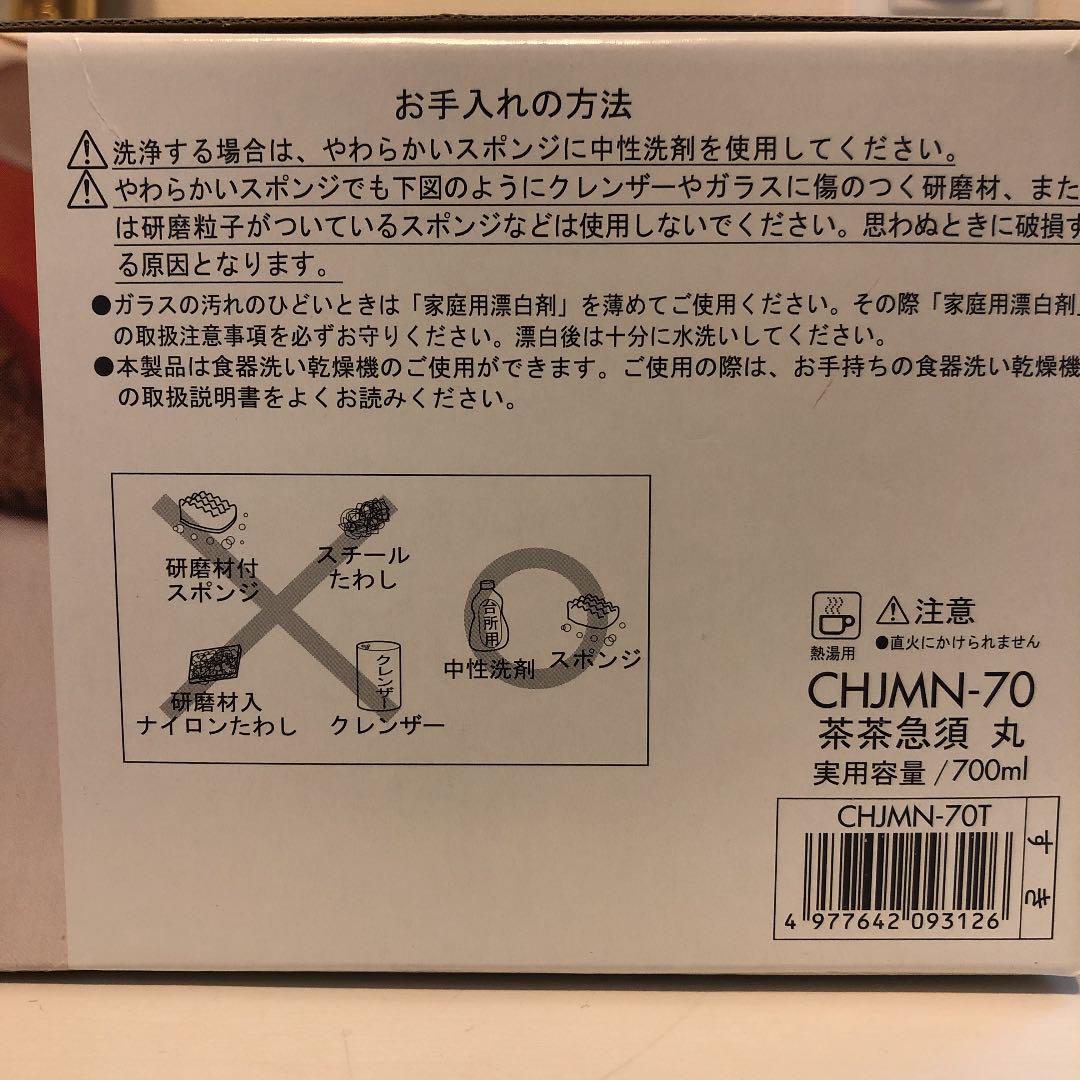 お手入れの方法
洗浄する場合は、やわらかいスポンジに中性洗剤を使用してください。
やわらかいスポンジでも下図のようにクレンザーやガラスに傷のつく研磨材、また
は研磨粒子がついているスポンジなどは使用しないでください。思わぬときに破損す
る原因となります。
●ガラスの汚れのひどいときは「家庭用漂白剤」を薄めてご使用ください。その際「家庭用漂白剤」
の取扱注意事項を必ずお守りください。漂白後は十分に水洗いしてください。
●本製品は食器洗い乾燥機のご使用ができます。ご使用の際は、お手持ちの食器洗い乾燥機
の取扱説明書をよくお読みください。
研磨材付
スポンジ
スチール
たわし
研磨材入
ナイロンたわし
クレンザー
クレンザー
台所用
中性洗剤
スポンジ
熱湯用
注意
●直火にかけられません
CHJMN-70
茶茶急須 丸
実用容量/700ml
CHJMN-70T
4 977642 093126
すき